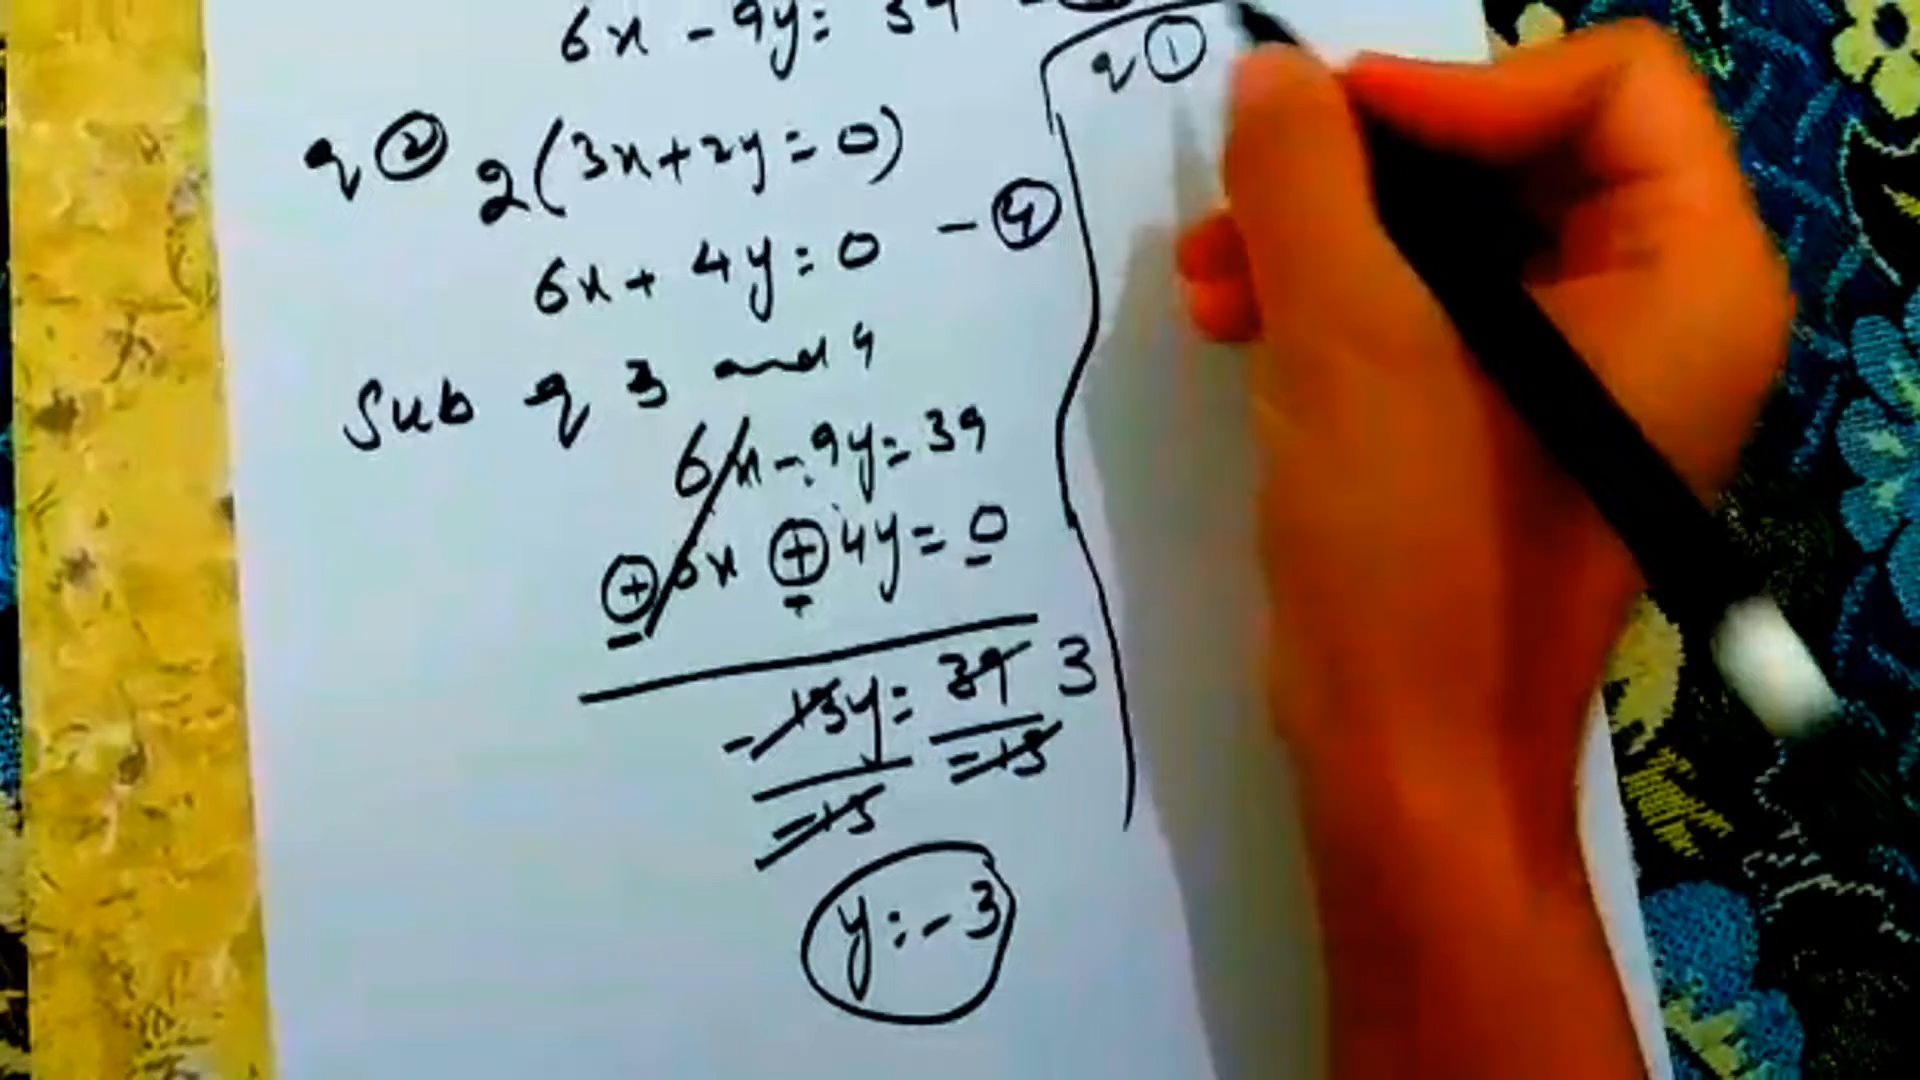 6x - 9y = 39
q ② 2(3x+2y=0)
6x + 4y = 0 - ④
Sub q 3 and 4
6x - 9y = 39
+6x + 4y = 0
-
-13y = 39 3
-13 -13
y = -3
q ①